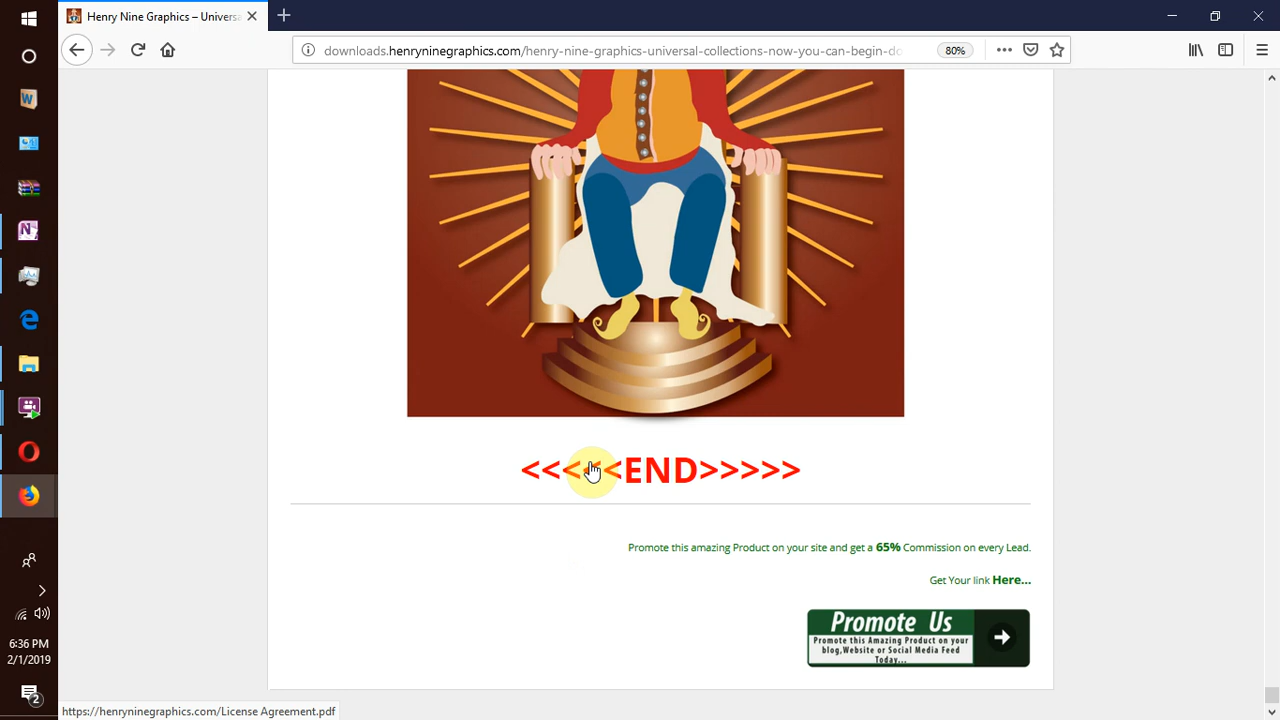 Henry Nine Graphics – Universa
downloads.henryninegraphics.com/henry-nine-graphics-universal-collections-now-you-can-begin-do
80%
<<<<<END>>>>>
Promote this amazing Product on your site and get a 65% Commission on every Lead.
Get Your link Here...
Promote Us
Promote this Amazing Product on your
blog,Website or Social Media Feed
Today...
6:36 PM
2/1/2019
2
https://henryninegraphics.com/License Agreement.pdf